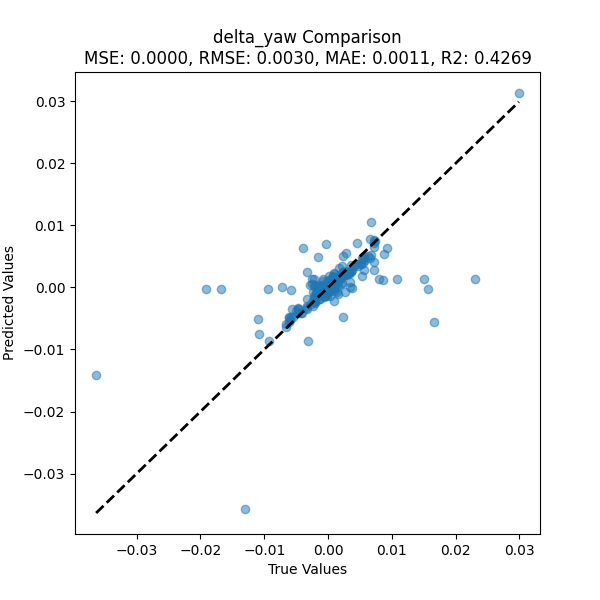 delta_yaw Comparison
MSE: 0.0000, RMSE: 0.0030, MAE: 0.0011, R2: 0.4269
Predicted Values
0.03
0.02
0.01
0.00
−0.01
−0.02
−0.03
−0.03 −0.02 −0.01 0.00 0.01 0.02 0.03
True Values